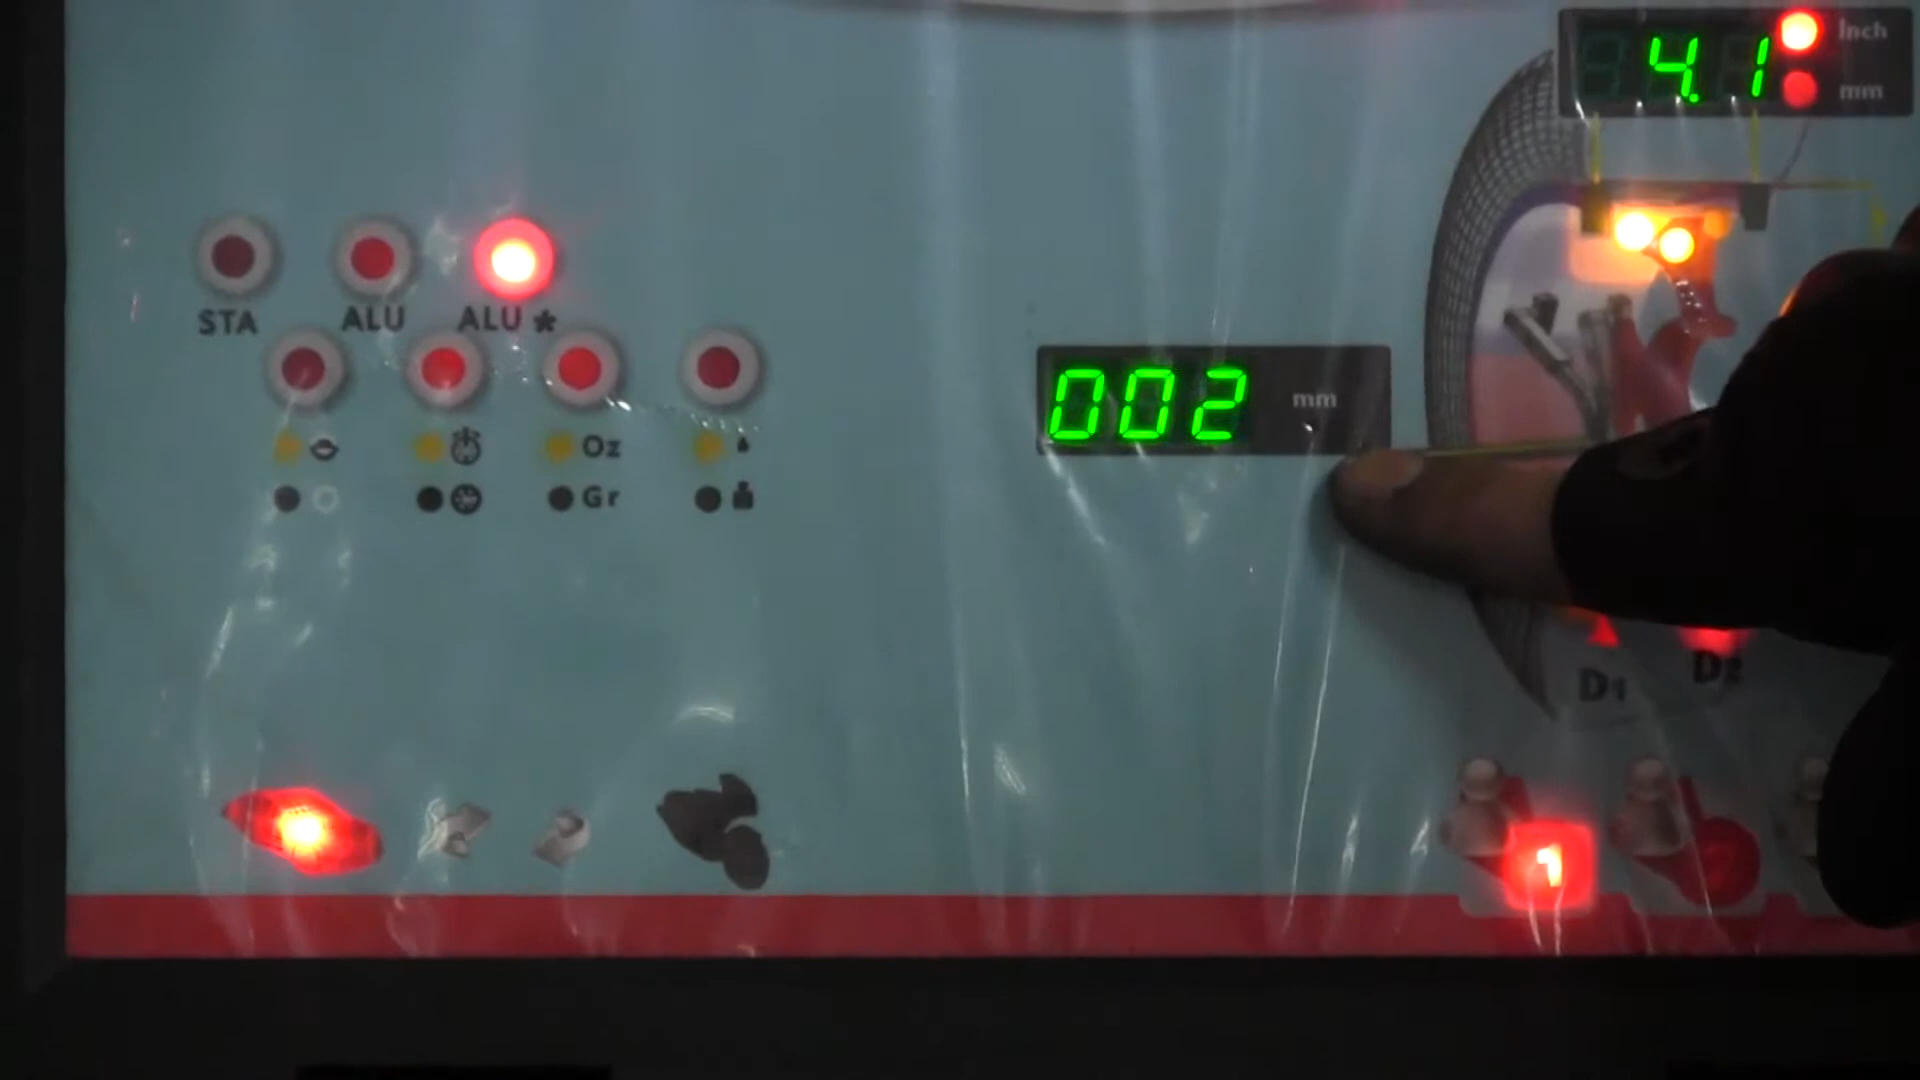 4.1 Inch
mm
STA ALU ALU *
002 mm
Oz
Gr
D1 D2
1